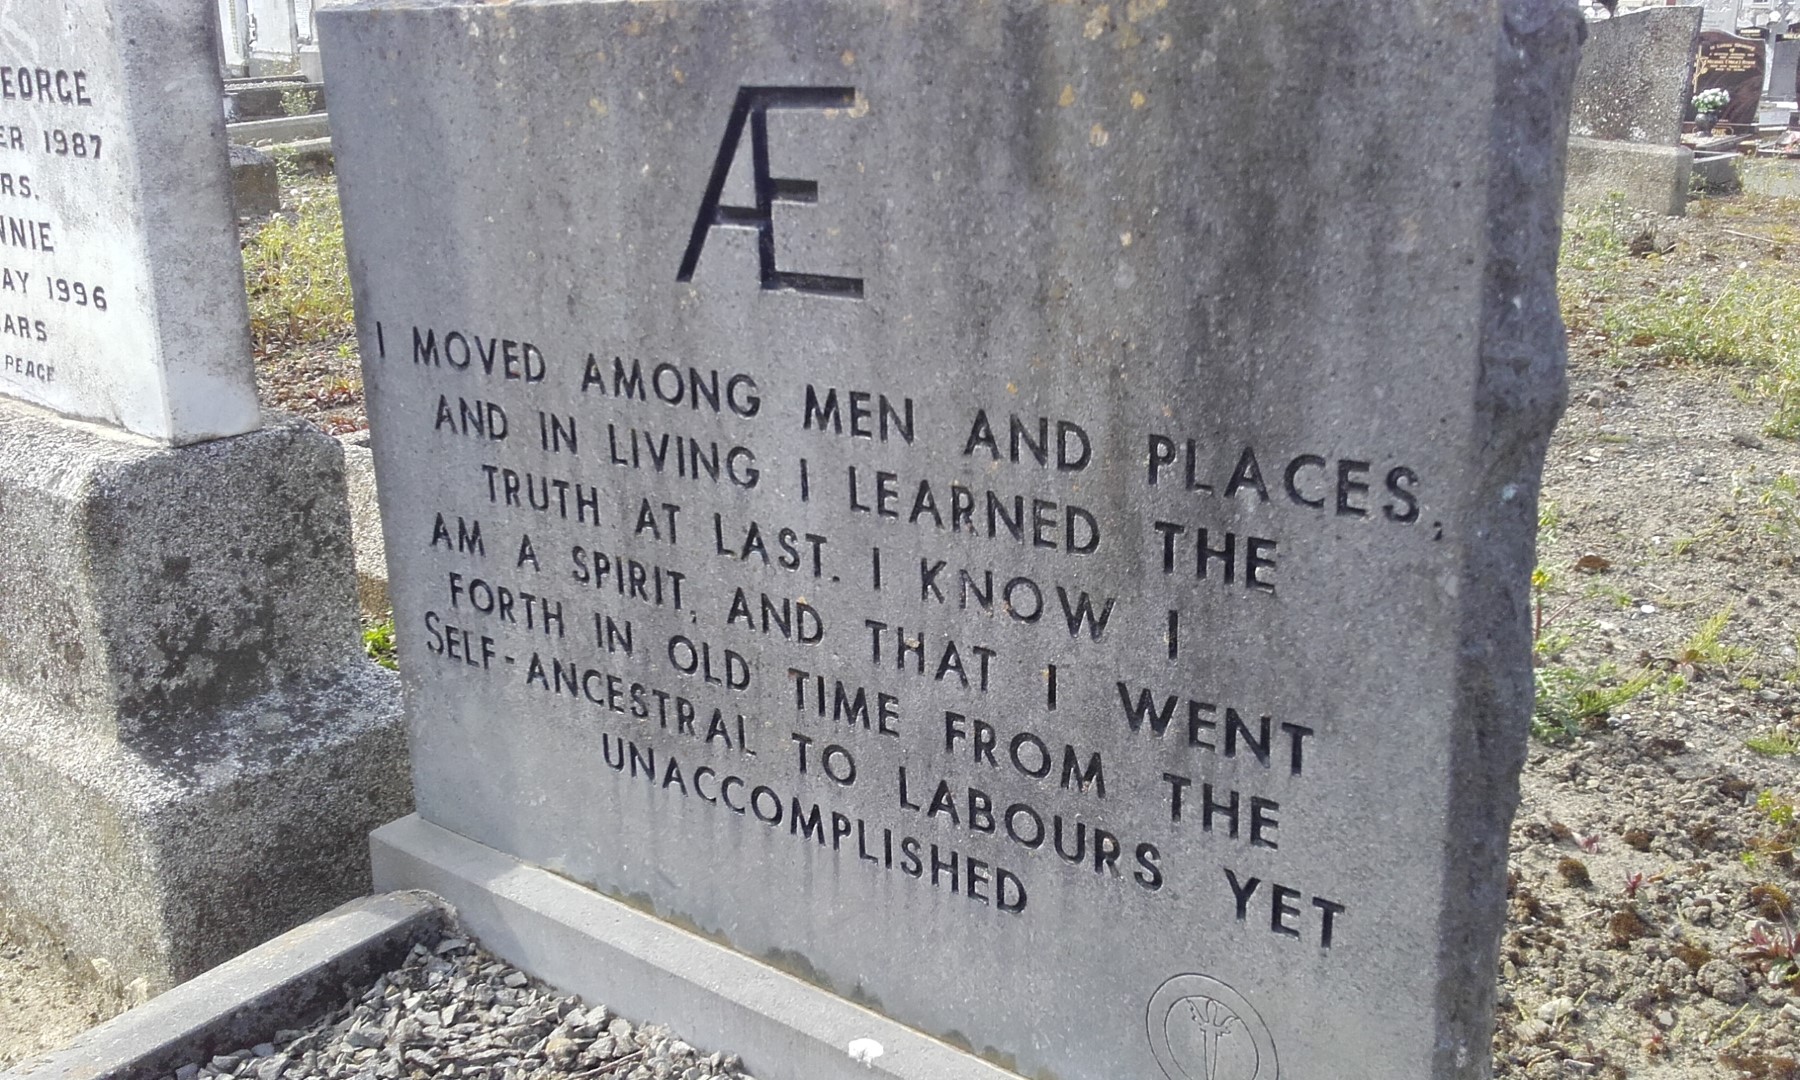 Æ
I MOVED AMONG MEN AND PLACES,
AND IN LIVING I LEARNED THE
TRUTH AT LAST. I KNOW I
AM A SPIRIT, AND THAT I WENT
FORTH IN OLD TIME FROM THE
SELF-ANCESTRAL TO LABOURS YET
UNACCOMPLISHED
EORGE
ER 1987
RS.
NNIE
AY 1996
EARS
PEACE